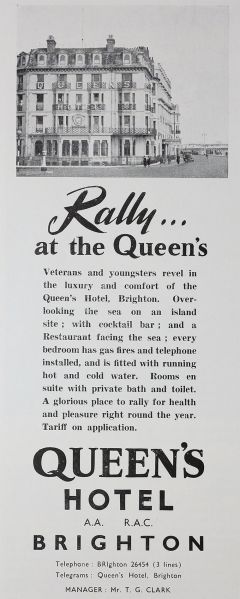 QUEENS
Rally...
at the Queen's
Veterans and youngsters revel in
the luxury and comfort of the
Queen's Hotel, Brighton. Over-
looking the sea on an island
site; with cocktail bar; and a
Restaurant facing the sea; every
bedroom has gas fires and telephone
installed, and is fitted with running
hot and cold water. Rooms en
suite with private bath and toilet.
A glorious place to rally for health
and pleasure right round the year.
Tariff on application.
QUEEN'S
HOTEL
A.A. R.A.C.
BRIGHTON
Telephone: BRIghton 26454 (3 lines)
Telegrams: Queen's Hotel, Brighton
MANAGER: Mr. T. G. CLARK